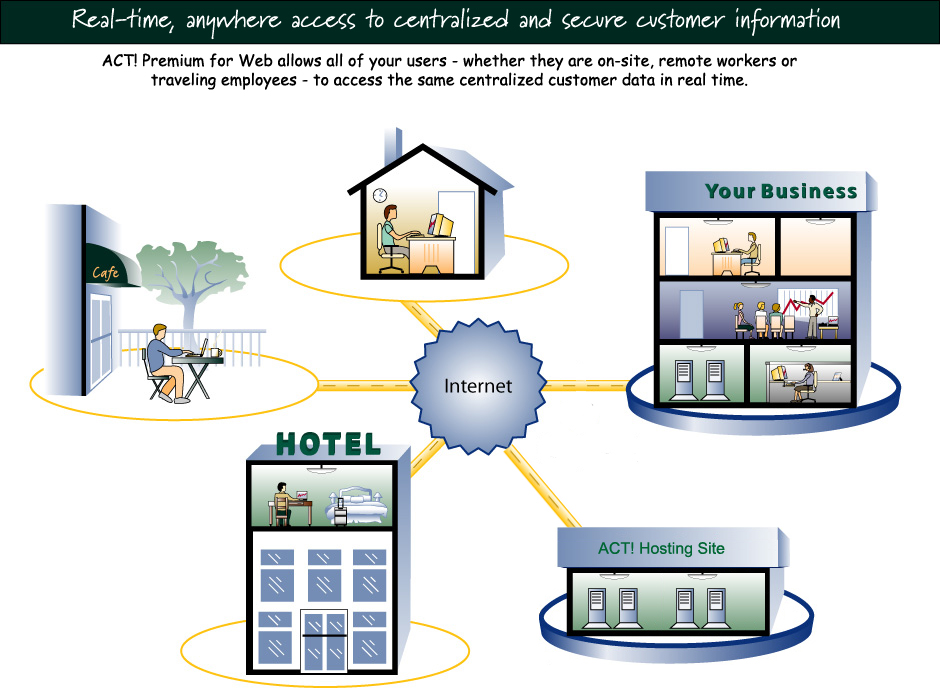 Real-time, anywhere access to centralized and secure customer information
ACT! Premium for Web allows all of your users - whether they are on-site, remote workers or
traveling employees - to access the same centralized customer data in real time.
Your Business
Cafe
Internet
HOTEL
ACT! Hosting Site